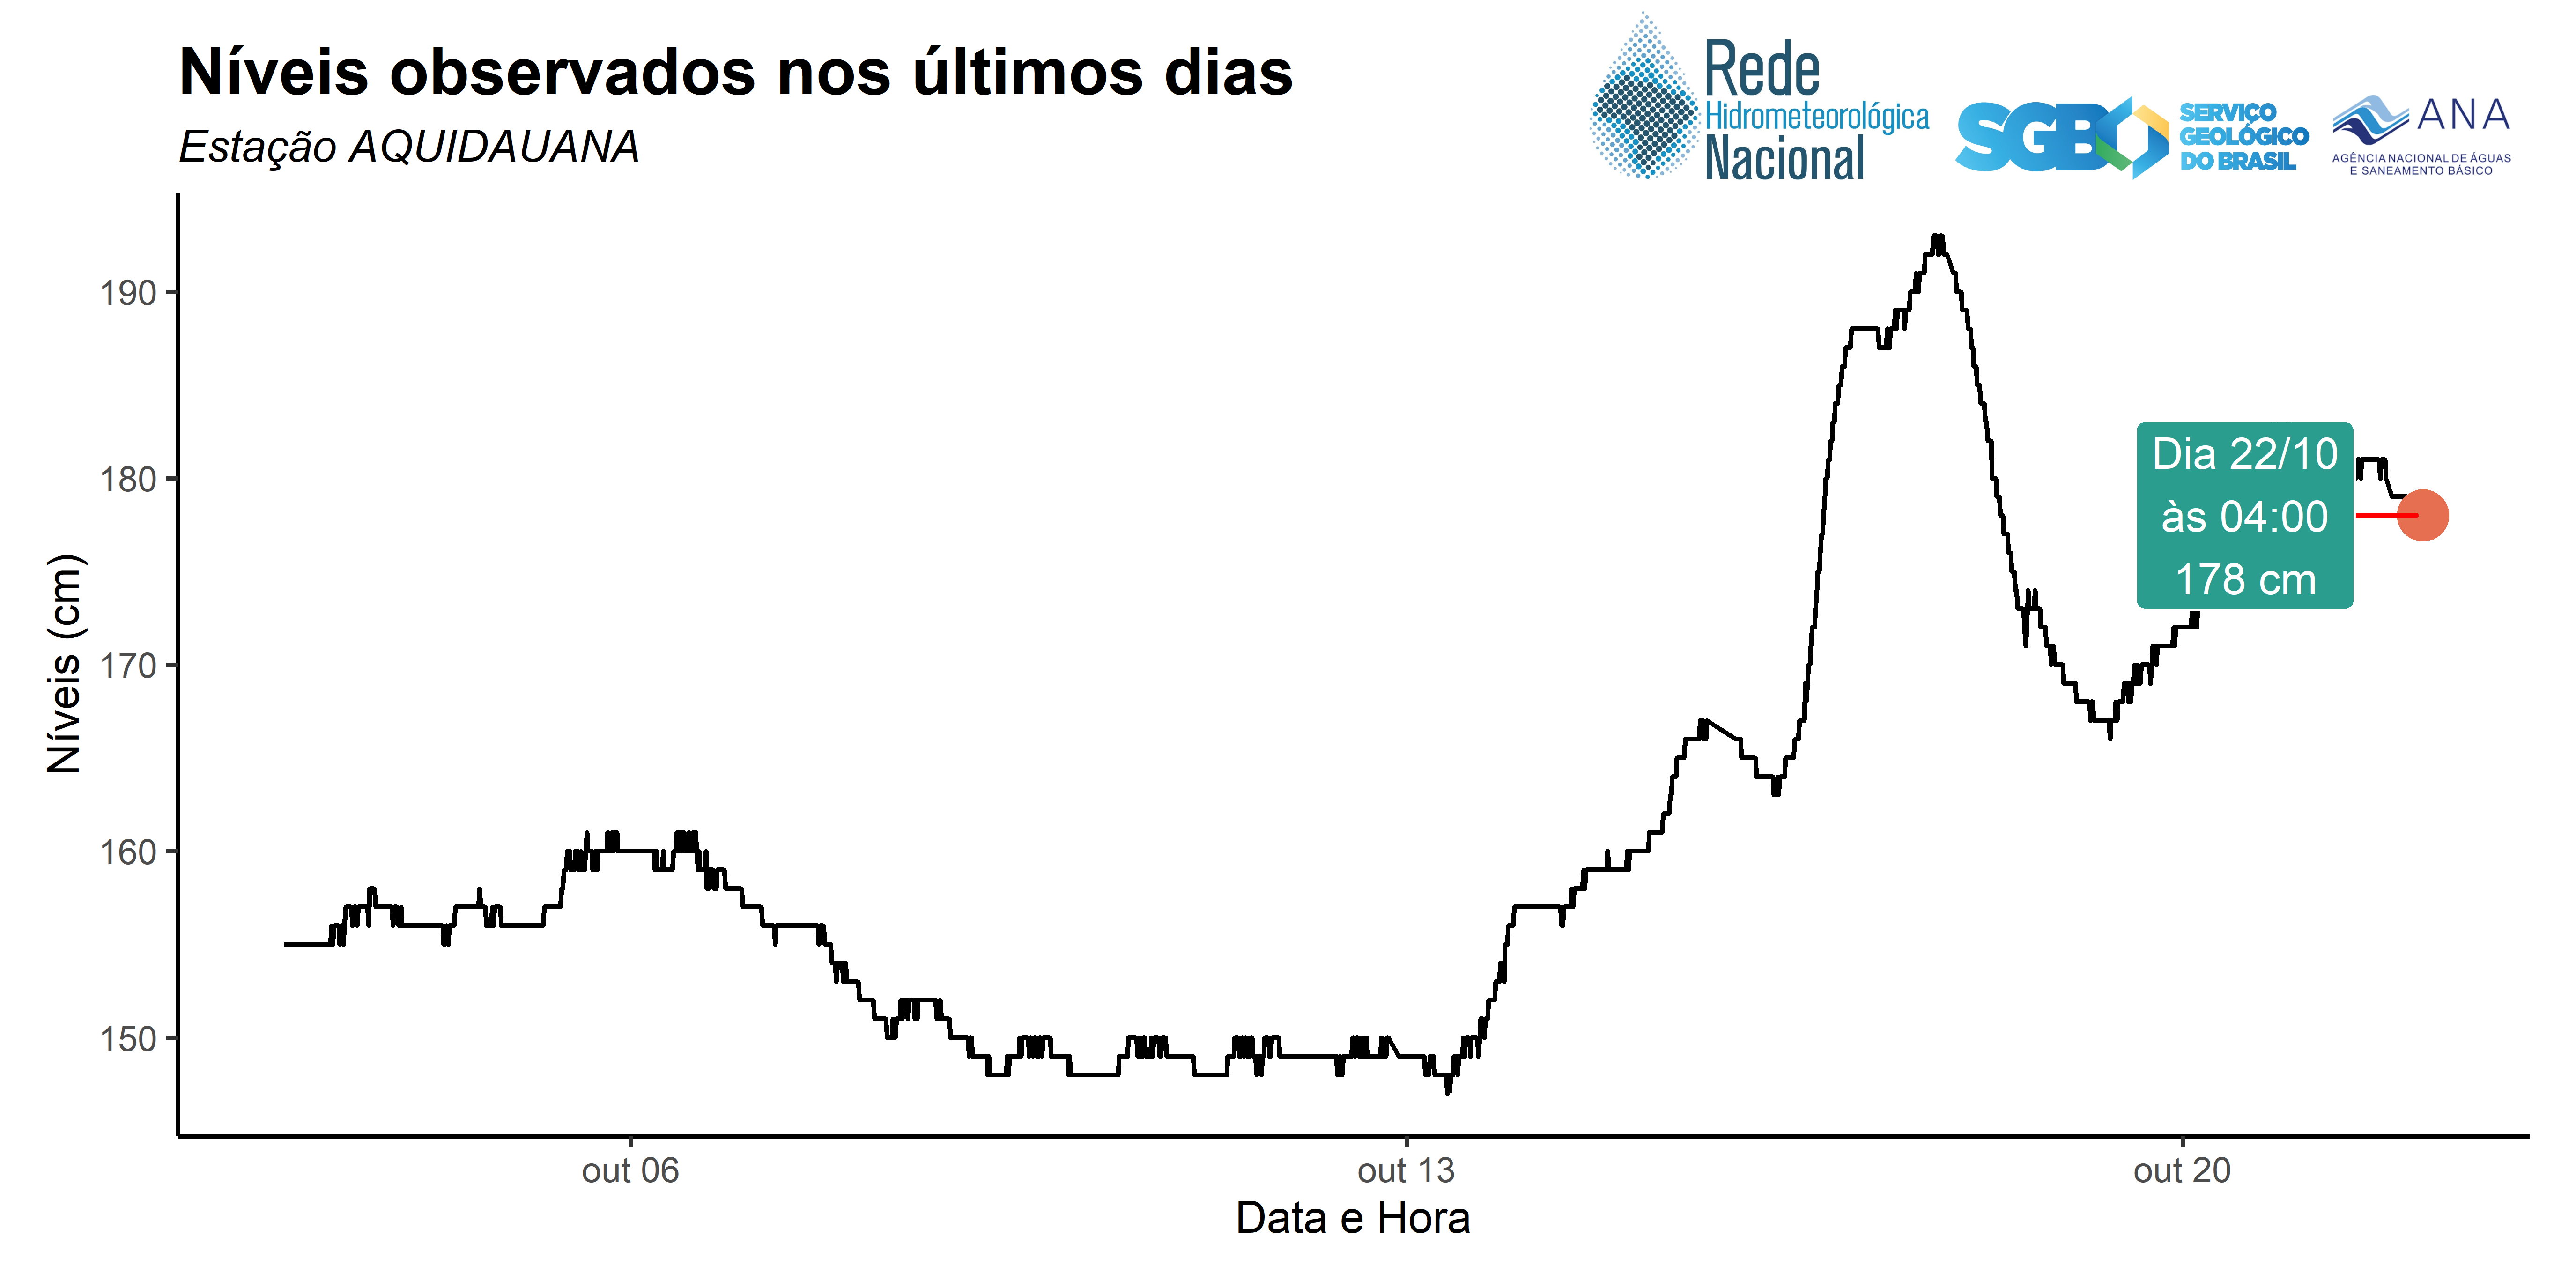 Níveis observados nos últimos dias
Estação AQUIDAUANA
Rede
Hidrometeorológica
Nacional
SGB
SERVIÇO
GEOLÓGICO
DO BRASIL
ANA
AGÊNCIA NACIONAL DE ÁGUAS
E SANEAMENTO BÁSICO
Níveis (cm)
190
180
170
160
150
Dia 22/10
às 04:00
178 cm
out 06
out 13
out 20
Data e Hora